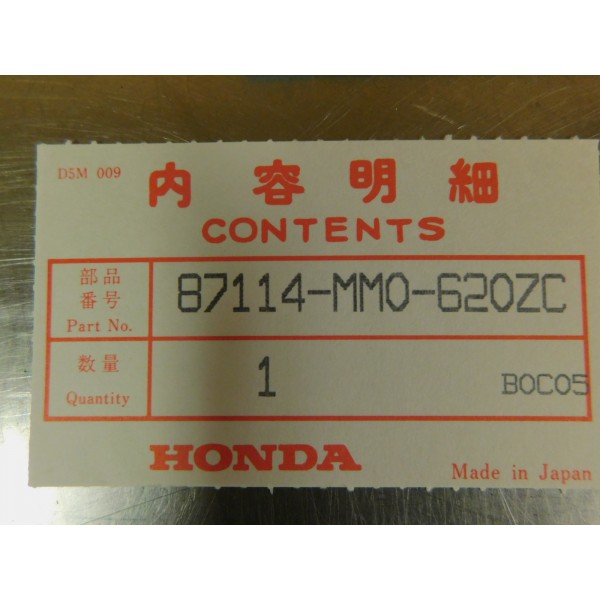 D5M 009
内容明細
CONTENTS
部品
番号
Part No.
87114-MM0-620ZC
数量
Quantity
1
B0C05
HONDA
Made in Japan